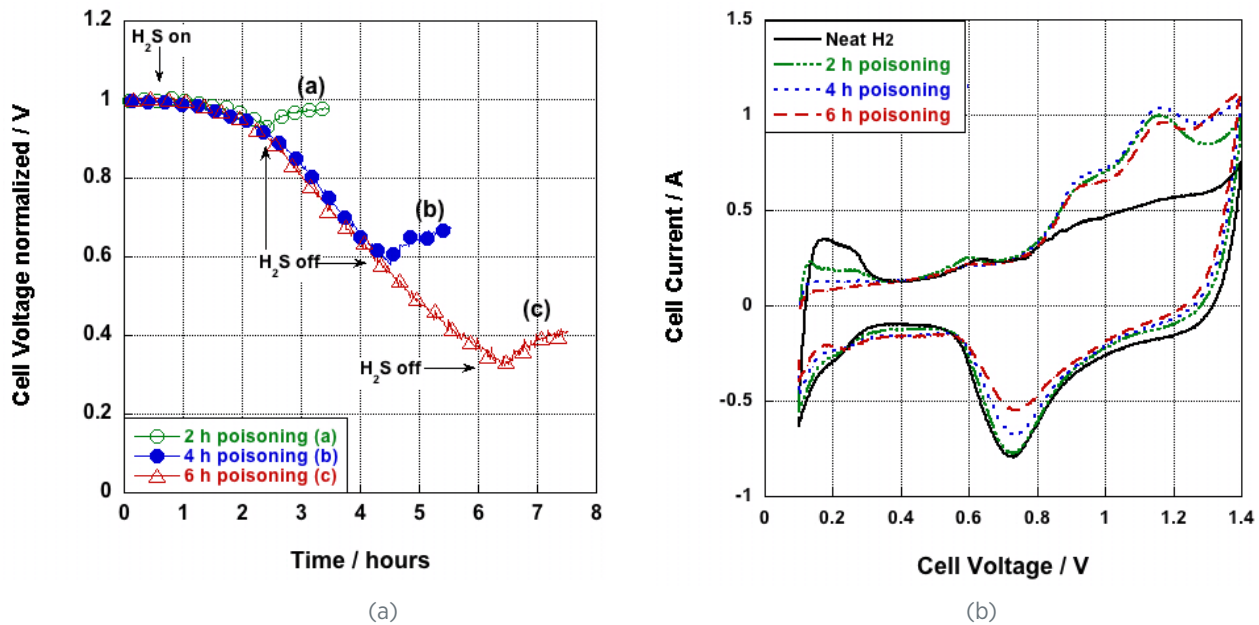 1.2
1
0.8
0.6
0.4
0.2
0
Cell Voltage normalized / V
H2S on
(a)
(b)
H2S off
(c)
H2S off
2 h poisoning (a)
4 h poisoning (b)
6 h poisoning (c)
0 1 2 3 4 5 6 7 8
Time / hours
(a)
1.5
1
0.5
0
-0.5
-1
Cell Current / A
Neat H2
2 h poisoning
4 h poisoning
6 h poisoning
0 0.2 0.4 0.6 0.8 1 1.2 1.4
Cell Voltage / V
(b)